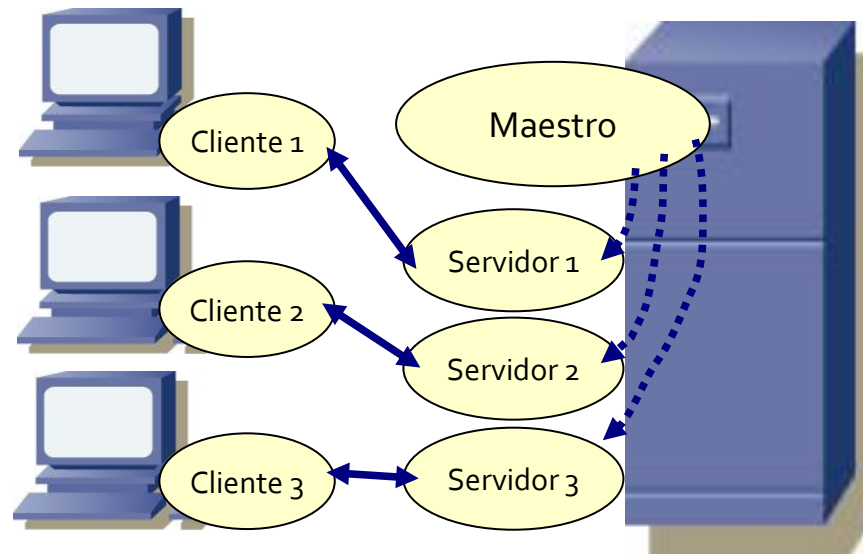 Cliente 1
Maestro
Servidor 1
Cliente 2
Servidor 2
Cliente 3
Servidor 3